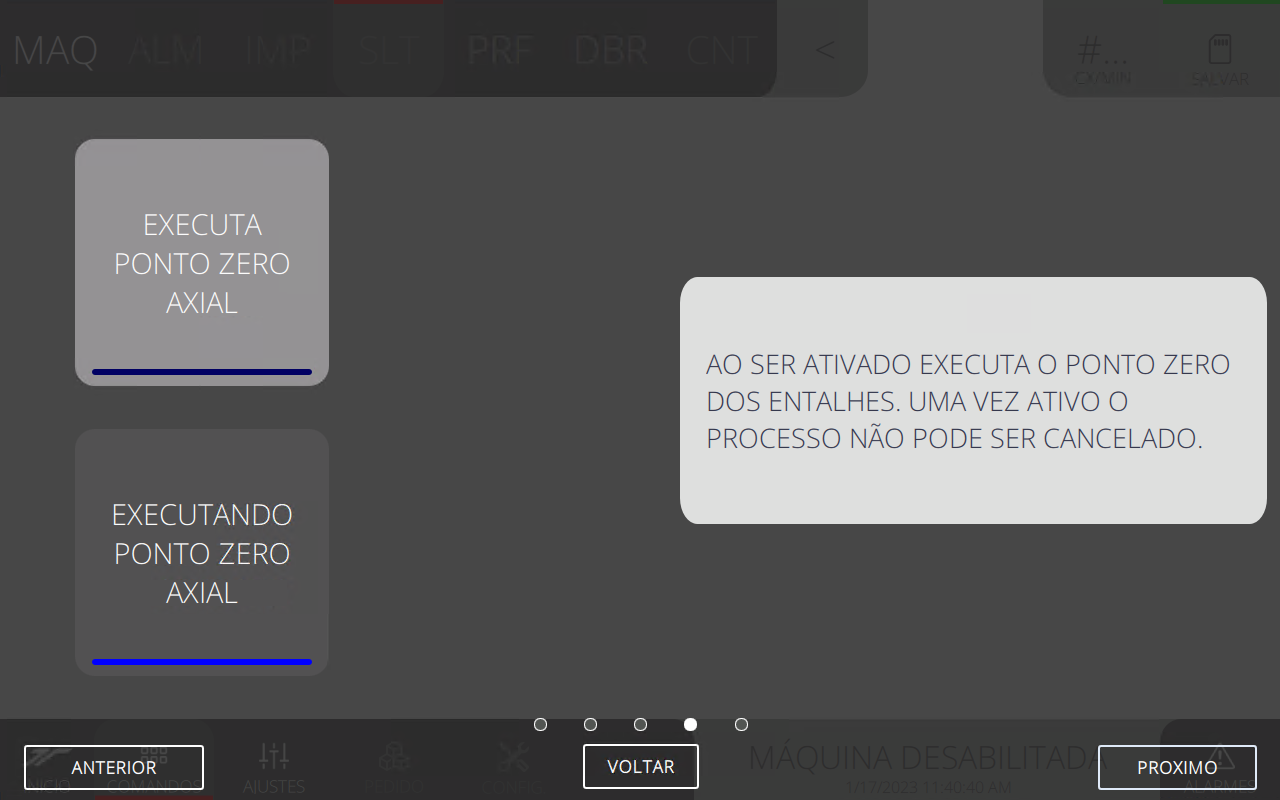 MAQ ALM IMP SLT PRF DBR CNT < #... 
CX/MIN SALVAR
EXECUTA
PONTO ZERO
AXIAL
AO SER ATIVADO EXECUTA O PONTO ZERO
DOS ENTALHES. UMA VEZ ATIVO O
PROCESSO NÃO PODE SER CANCELADO.
EXECUTANDO
PONTO ZERO
AXIAL
MÁQUINA DESABILITADA
ANTERIOR VOLTAR PROXIMO
INICIO COMANDOS AJUSTES PEDIDO CONFIG 1/17/2023 11:40:40 AM ALARMES